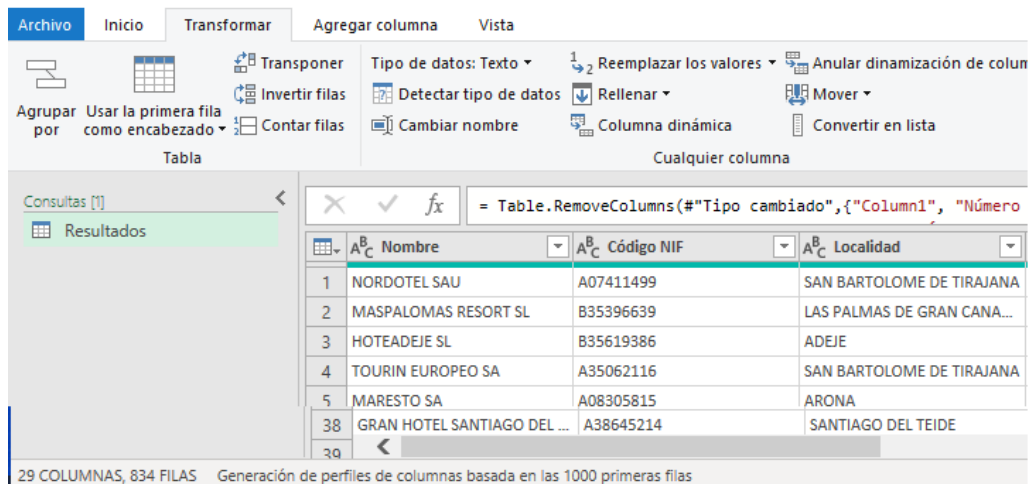 Archivo Inicio Transformar Agregar columna Vista
Transponer Tipo de datos: Texto Reemplazar los valores Anular dinamización de colum
Agrupar por Usar la primera fila como encabezado Invertir filas Detectar tipo de datos Rellenar Mover
Contar filas Cambiar nombre Columna dinámica Convertir en lista
Tabla Cualquier columna
Consultas [1]
Resultados
fx = Table.RemoveColumns(#"Tipo cambiado",{"Column1", "Número
ABC Nombre ABC Código NIF ABC Localidad
1 NORDOTEL SAU A07411499 SAN BARTOLOME DE TIRAJANA
2 MASPALOMAS RESORT SL B35396639 LAS PALMAS DE GRAN CANA...
3 HOTEADEJE SL B35619386 ADEJE
4 TOURIN EUROPEO SA A35062116 SAN BARTOLOME DE TIRAJANA
5 MARESTO SA A08305815 ARONA
38 GRAN HOTEL SANTIAGO DEL ... A38645214 SANTIAGO DEL TEIDE
39
29 COLUMNAS, 834 FILAS Generación de perfiles de columnas basada en las 1000 primeras filas